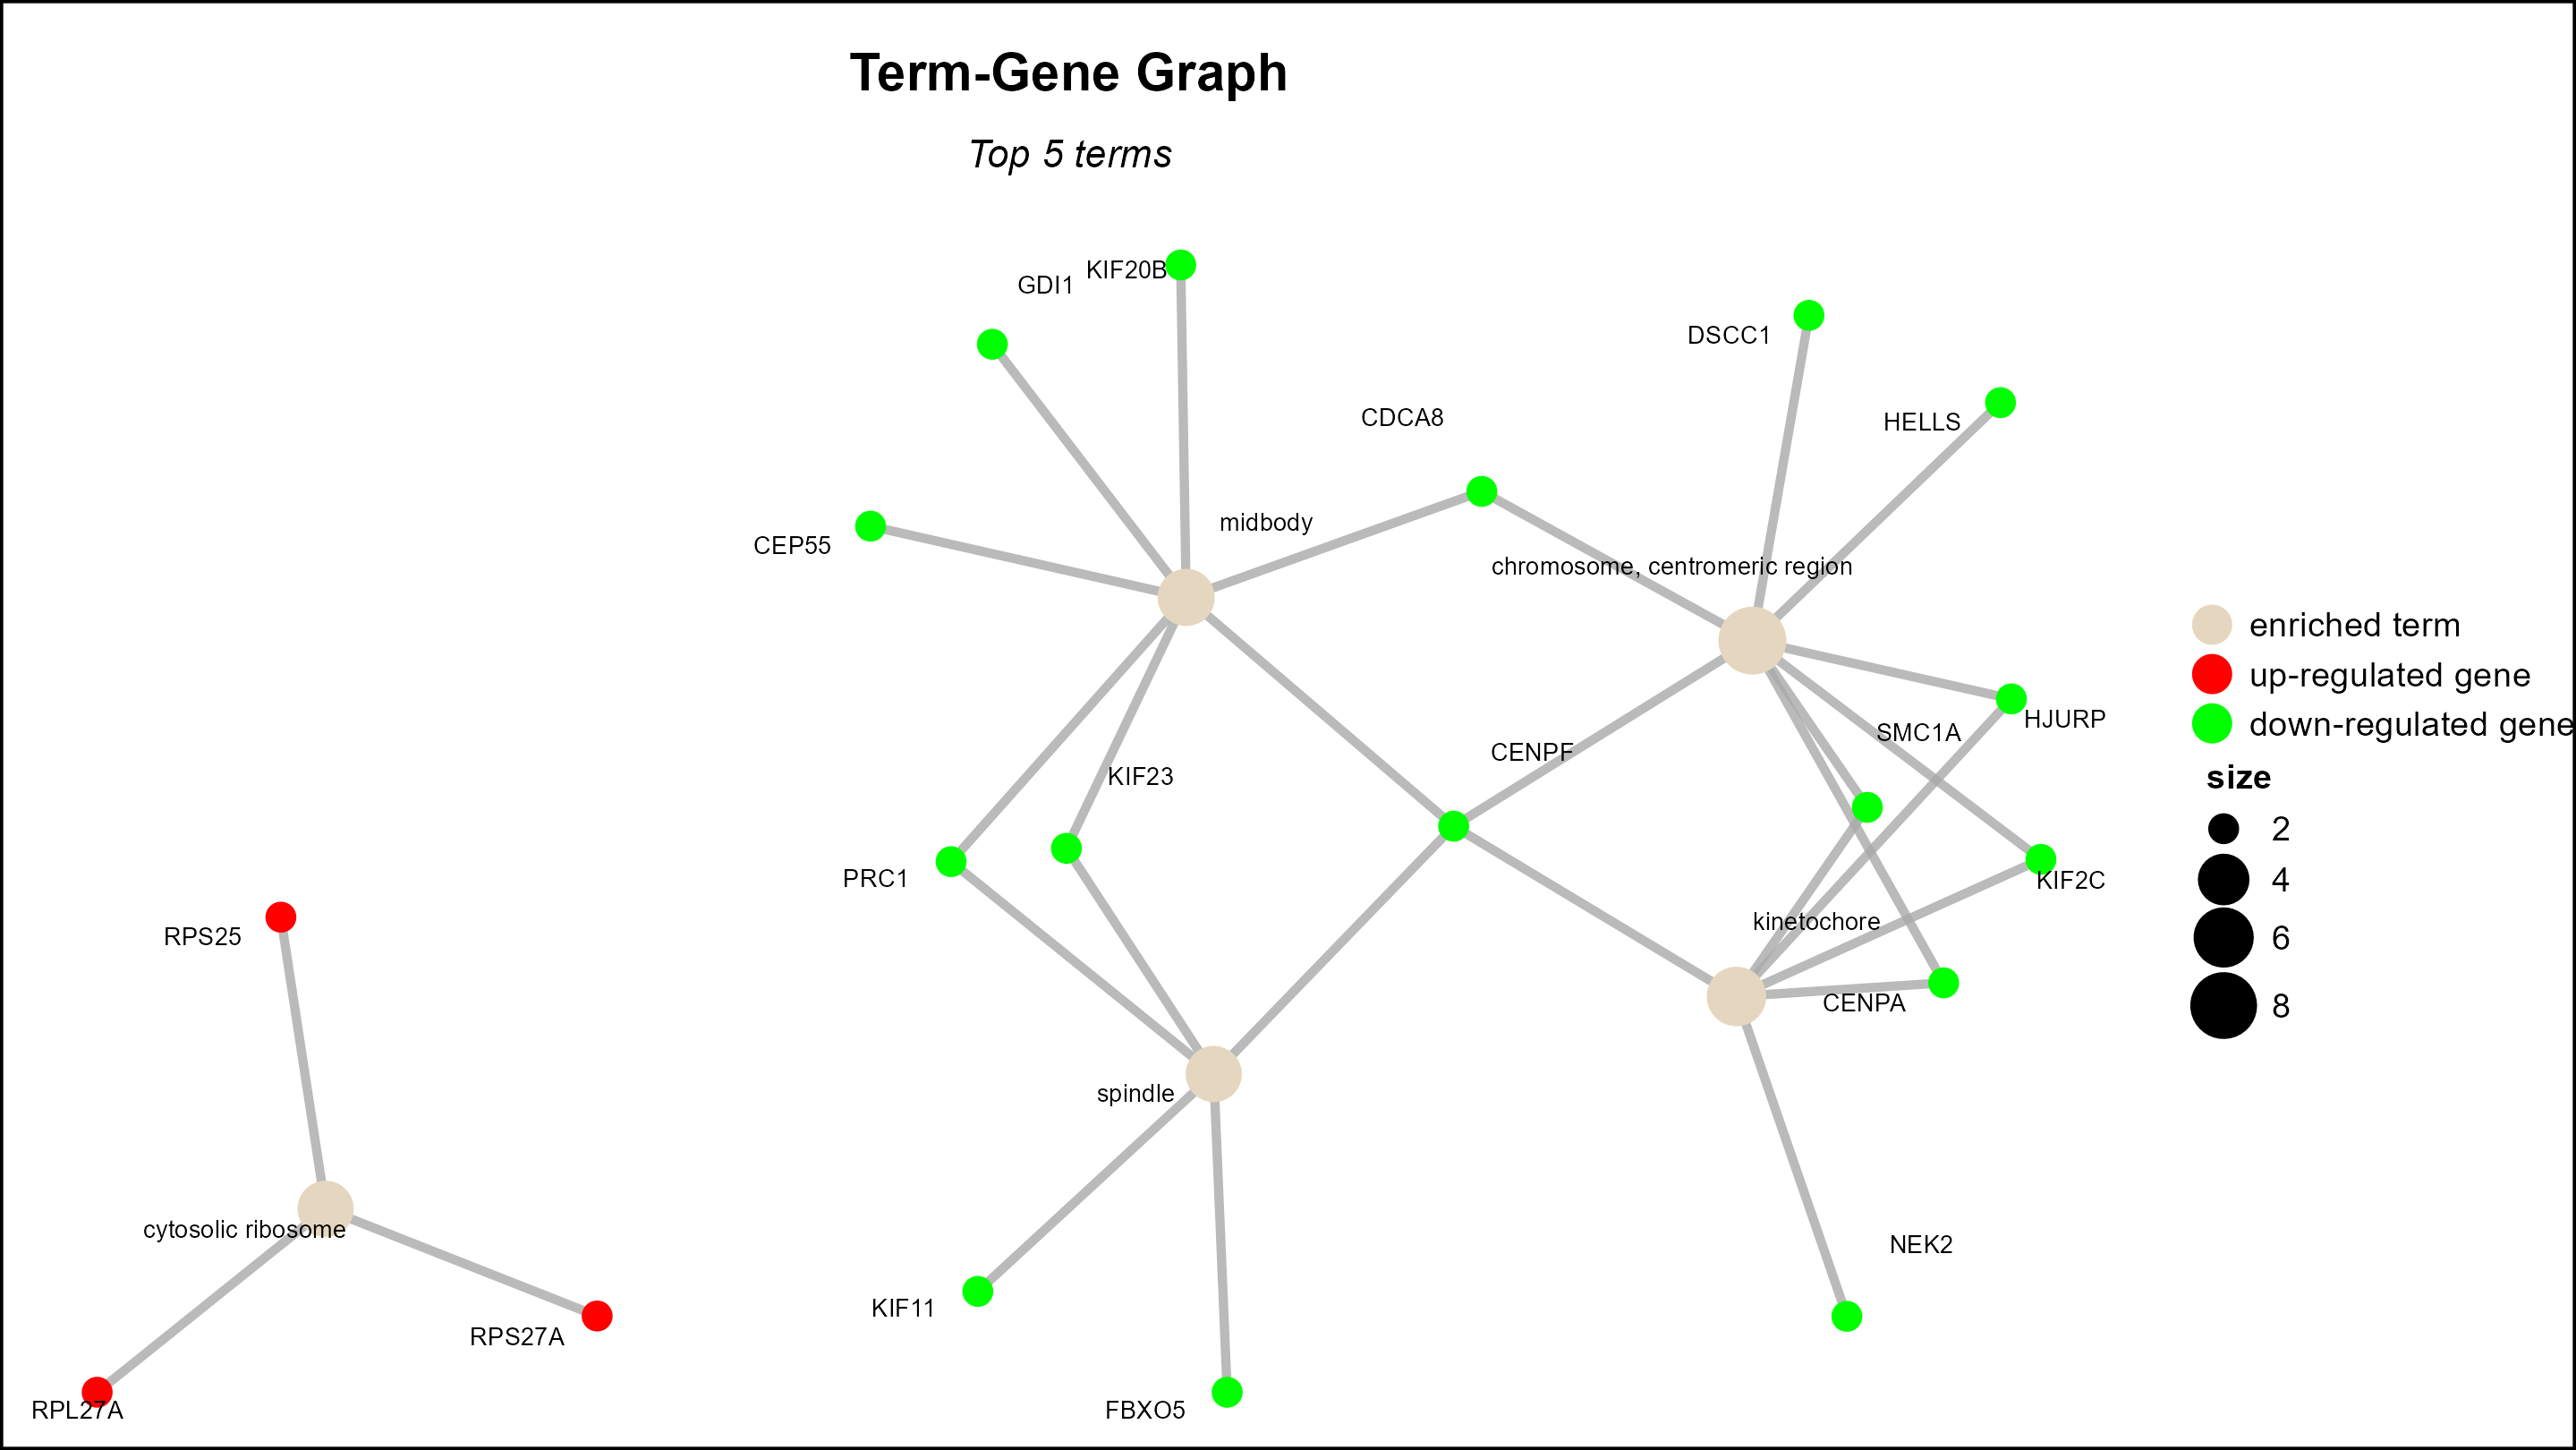 Term-Gene Graph
Top 5 terms
KIF20B
GDI1
DSCC1
CDCA8
HELLS
midbody
CEP55
chromosome, centromeric region
enriched term
up-regulated gene
HJURP
down-regulated gene
SMC1A
CENPF
KIF23
size
2
PRC1
KIF2C
4
kinetochore
RPS25
6
CENPA
8
spindle
cytosolic ribosome
NEK2
KIF11
RPS27A
RPL27A
FBXO5